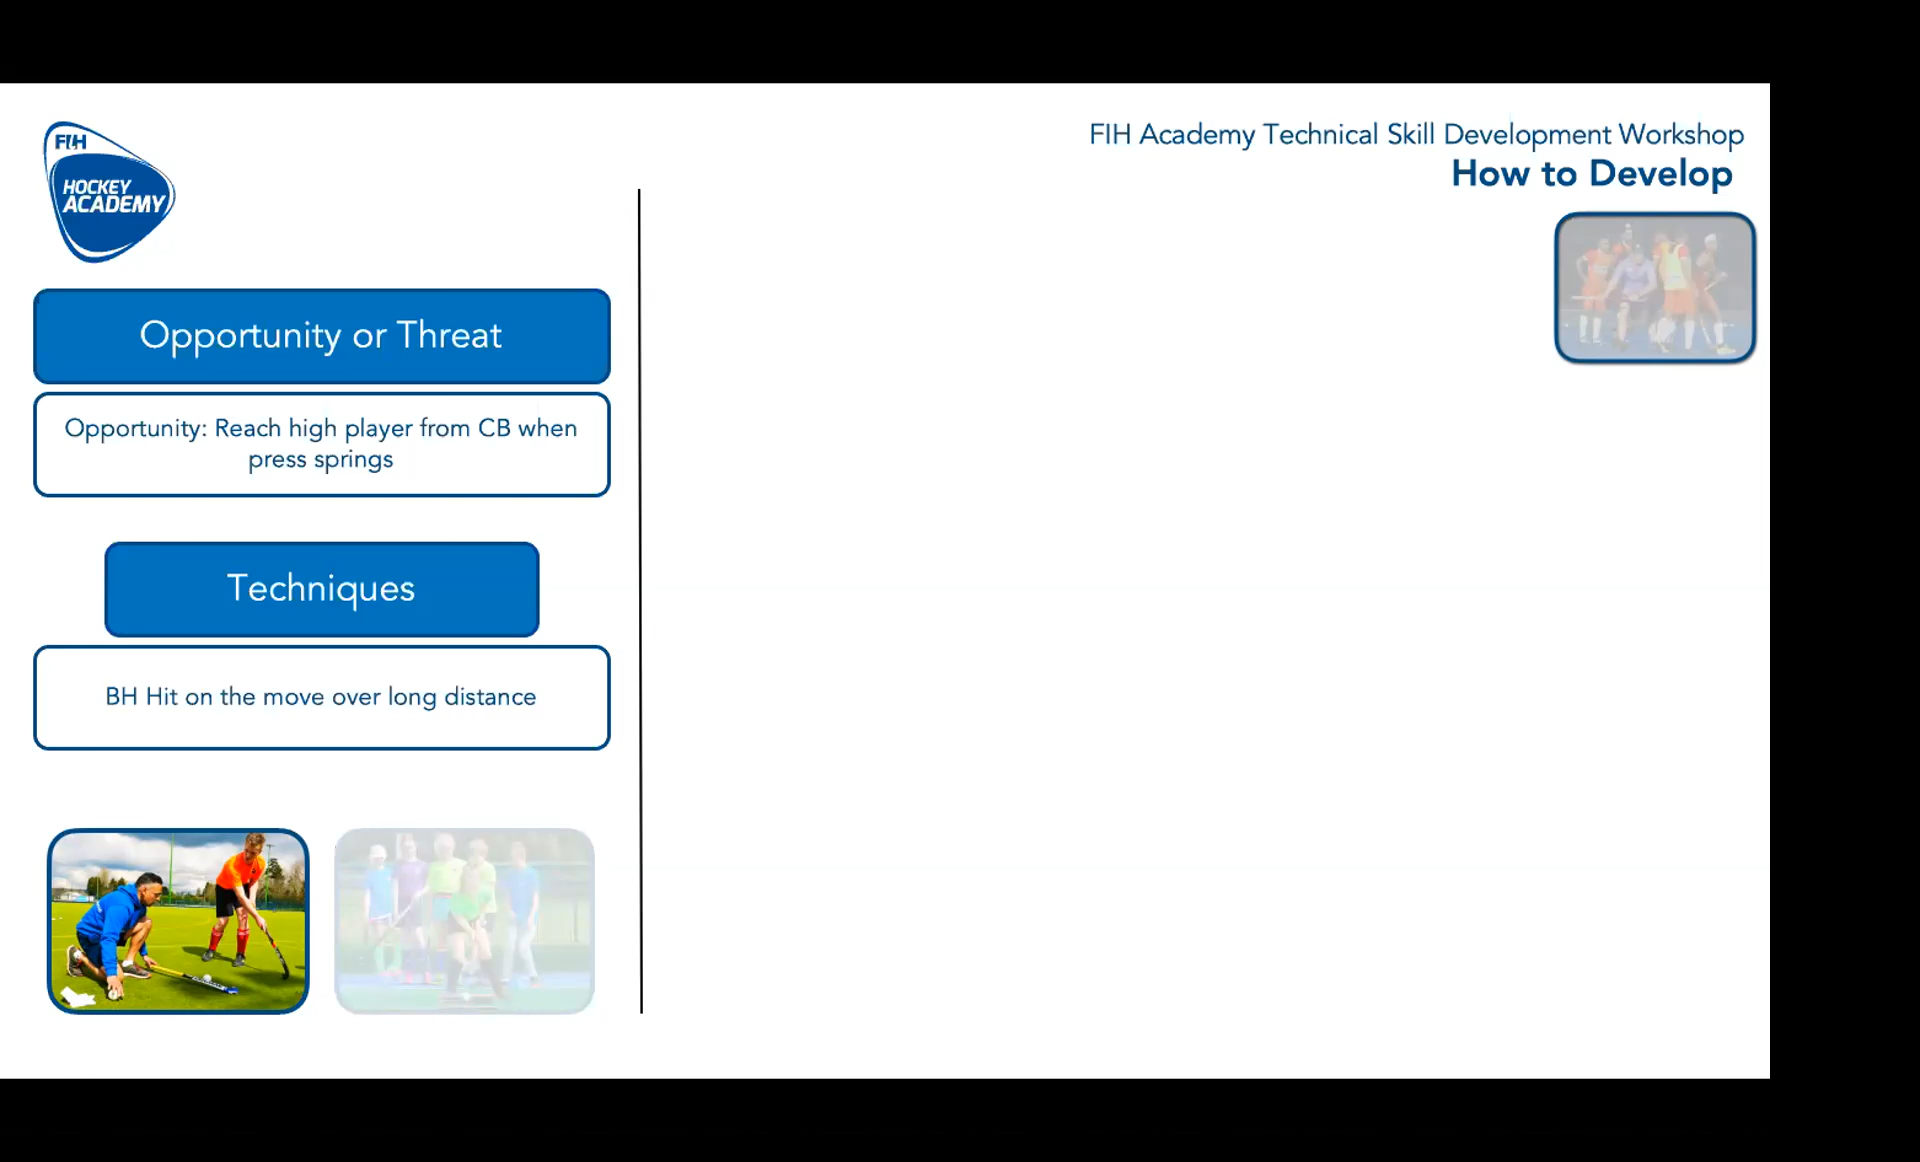 FIH
HOCKEY
ACADEMY
FIH Academy Technical Skill Development Workshop
How to Develop
Opportunity or Threat
Opportunity: Reach high player from CB when
press springs
Techniques
BH Hit on the move over long distance